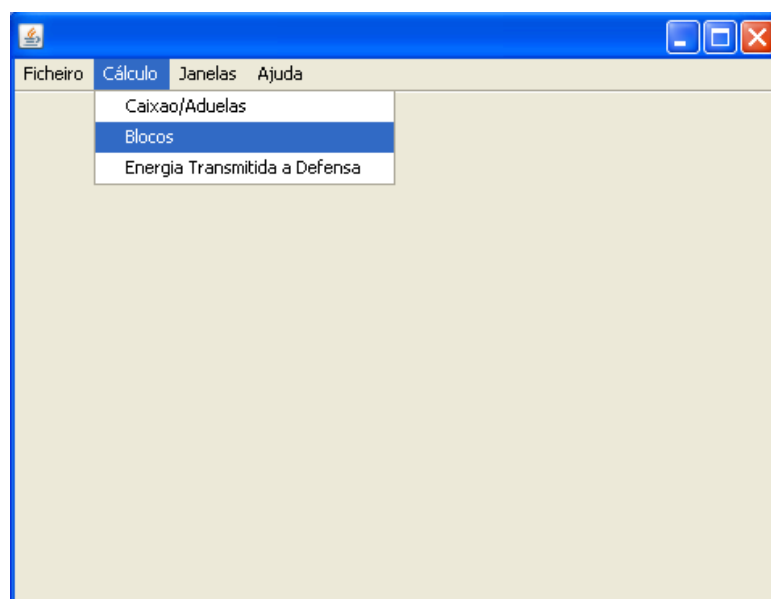 Ficheiro Cálculo Janelas Ajuda
Caixao/Aduelas
Blocos
Energia Transmitida a Defensa